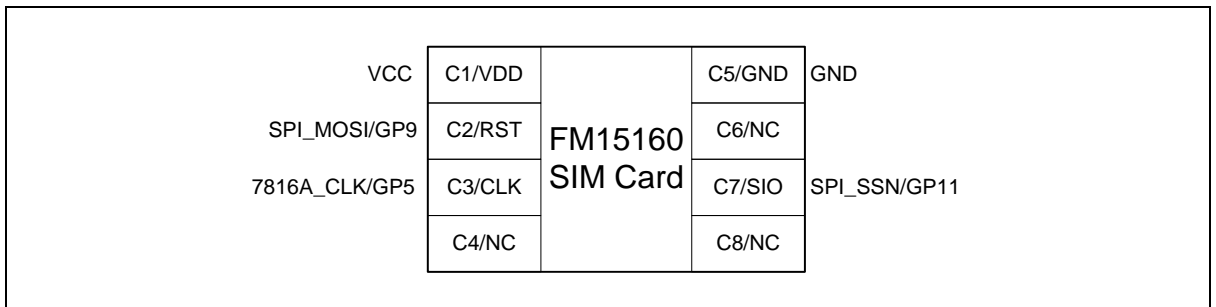 VCC C1/VDD C5/GND GND
SPI_MOSI/GP9 C2/RST C6/NC
FM15160
SIM Card
7816A_CLK/GP5 C3/CLK C7/SIO SPI_SSN/GP11
C4/NC C8/NC